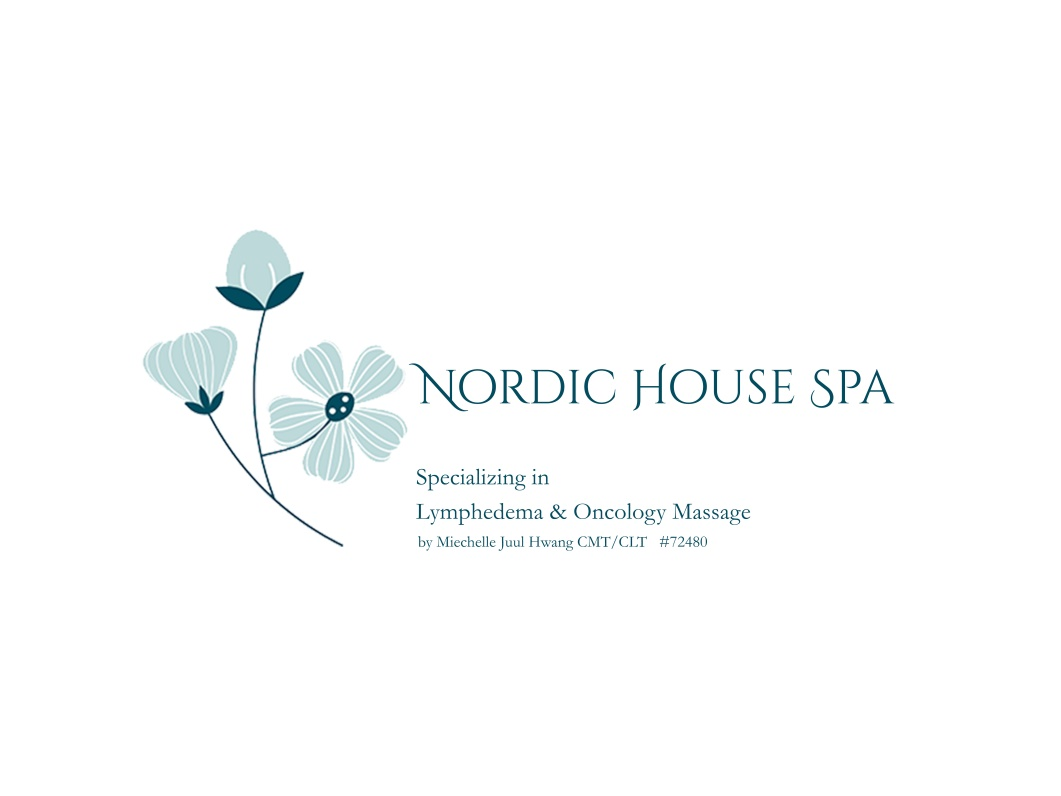 Nordic House Spa
Specializing in
Lymphedema & Oncology Massage
by Miechelle Juul Hwang CMT/CLT #72480